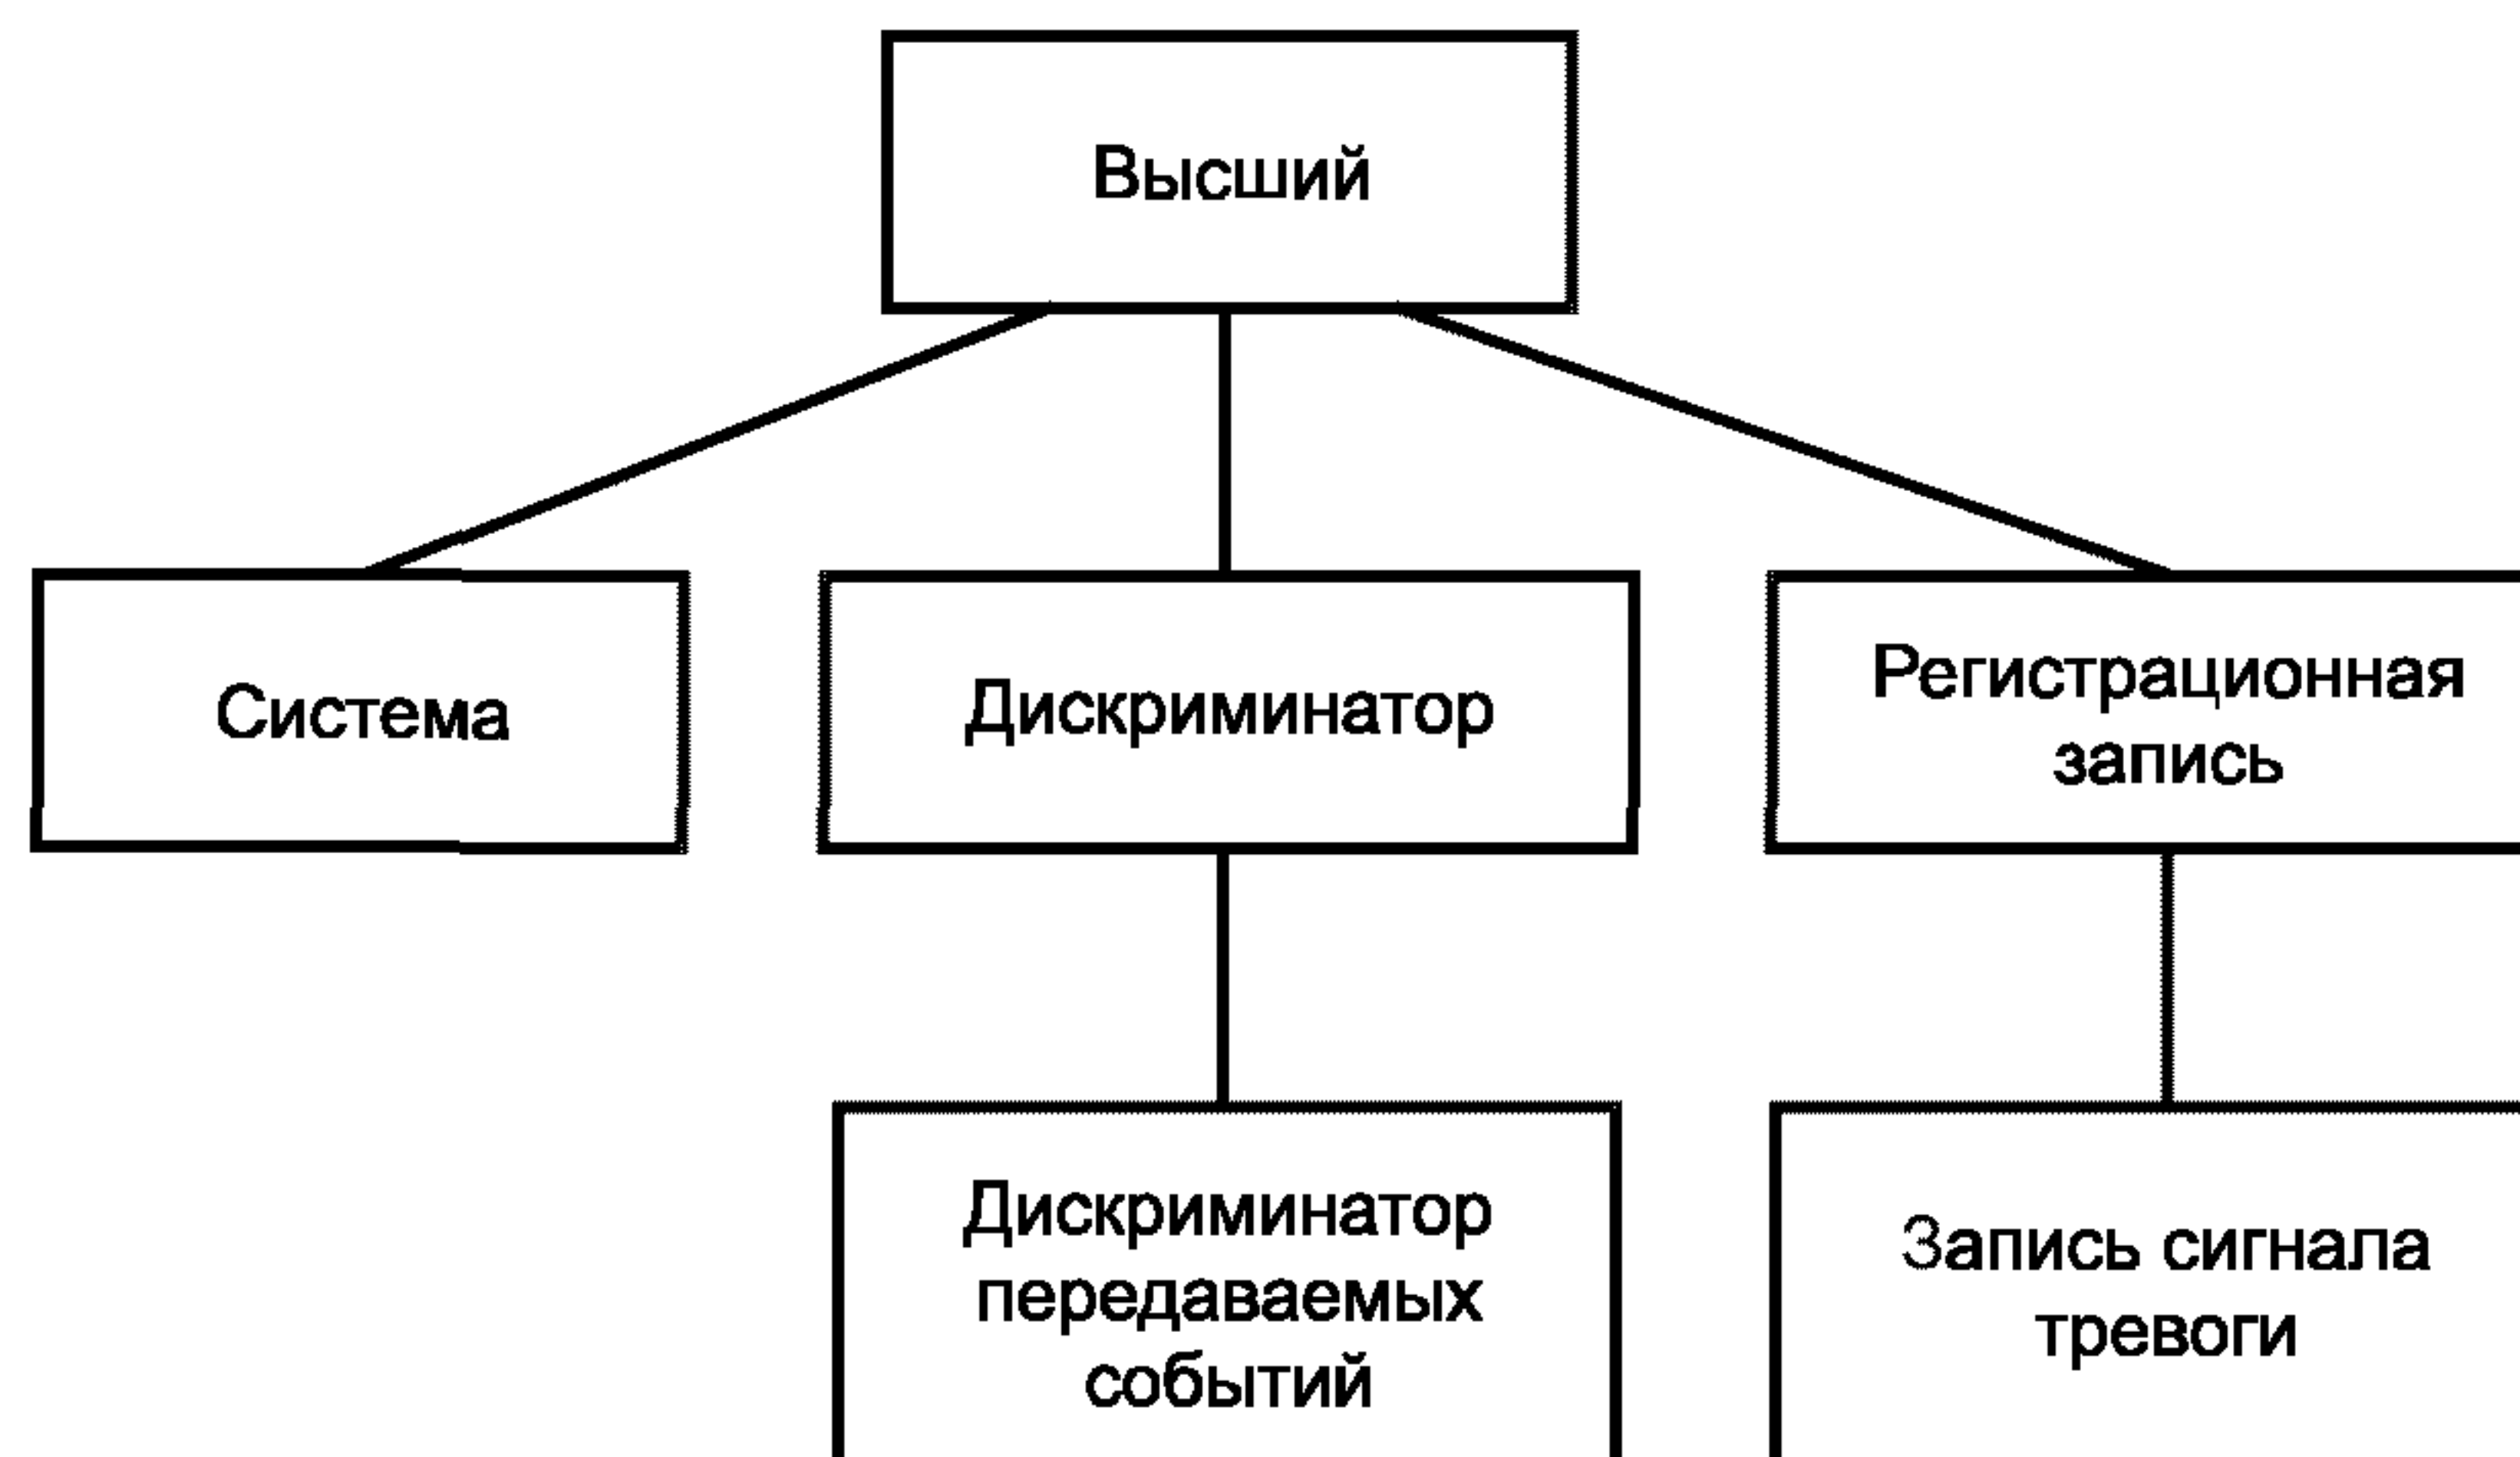 Высший
Система
Дискриминатор
Регистрационная
запись
Дискриминатор
передаваемых
событий
Запись сигнала
тревоги